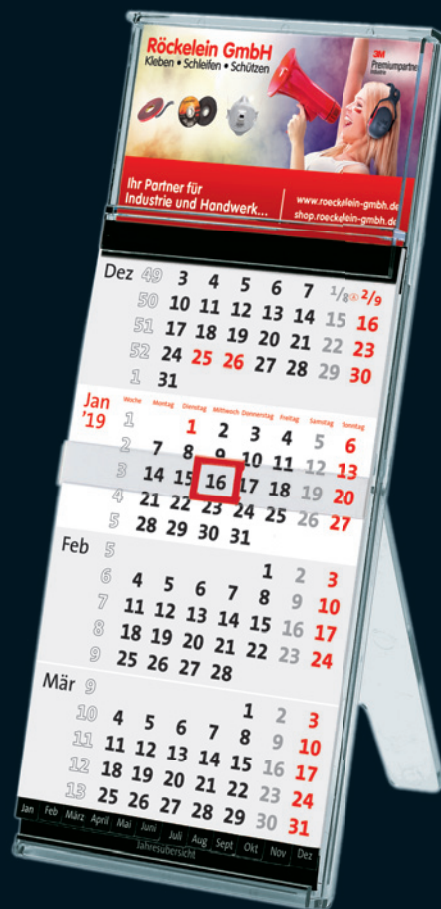 Röckelein GmbH
Kleben • Schleifen • Schützen
3M
Premiumpartner
Industrie
Ihr Partner für
Industrie und Handwerk...
www.roeckelein-gmbh.de
shop.roeckelein-gmbh.de
Dez 49 3 4 5 6 7 1/8 2/9
50 10 11 12 13 14 15 16
51 17 18 19 20 21 22 23
52 24 25 26 27 28 29 30
1 31
Jan
'19
Woche Montag Dienstag Mittwoch Donnerstag Freitag Samstag Sonntag
1 1 2 3 4 5 6
2 7 8 9 10 11 12 13
3 14 15 16 17 18 19 20
4 21 22 23 24 25 26 27
5 28 29 30 31
Feb 5 1 2 3
6 4 5 6 7 8 9 10
7 11 12 13 14 15 16 17
8 18 19 20 21 22 23 24
9 25 26 27 28
Mär 9 1 2 3
10 4 5 6 7 8 9 10
11 11 12 13 14 15 16 17
12 18 19 20 21 22 23 24
13 25 26 27 28 29 30 31
Jan Feb März April Mai Juni Juli Aug Sept Okt Nov Dez
Jahresübersicht